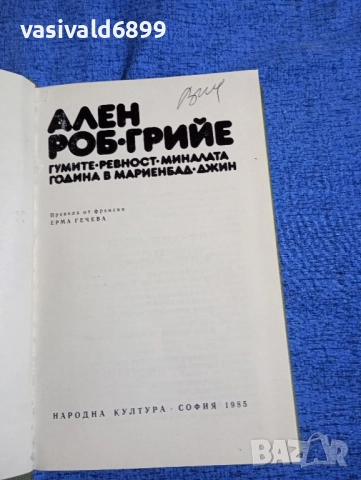 vasivald6899
АЛЕН
РОБ·ГРИЙЕ
ГУМИТЕ·РЕВНОСТ·МИНАЛАТА
ГОДИНА В МАРИЕНБАД·ДЖИН
Превела от френски
ЕРМА ГЕЧЕВА
НАРОДНА КУЛТУРА · СОФИЯ 1985
BAZAR